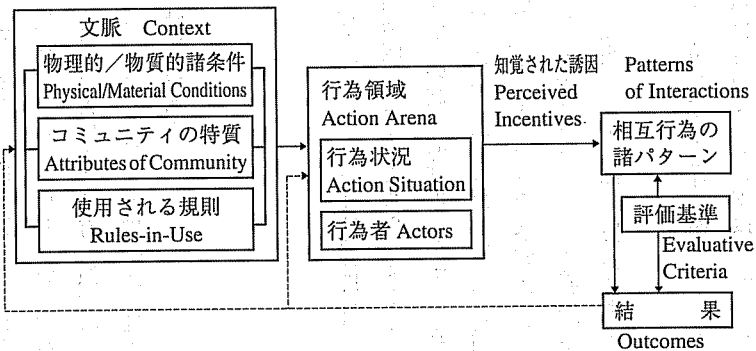 文脈 Context
物理的／物質的諸条件
Physical/Material Conditions
コミュニティの特質
Attributes of Community
使用される規則
Rules-in-Use
行為領域
Action Arena
行為状況
Action Situation
行為者 Actors
知覚された誘因
Perceived
Incentives
Patterns
of Interactions
相互行為の
諸パターン
評価基準
Evaluative
Criteria
結 果
Outcomes